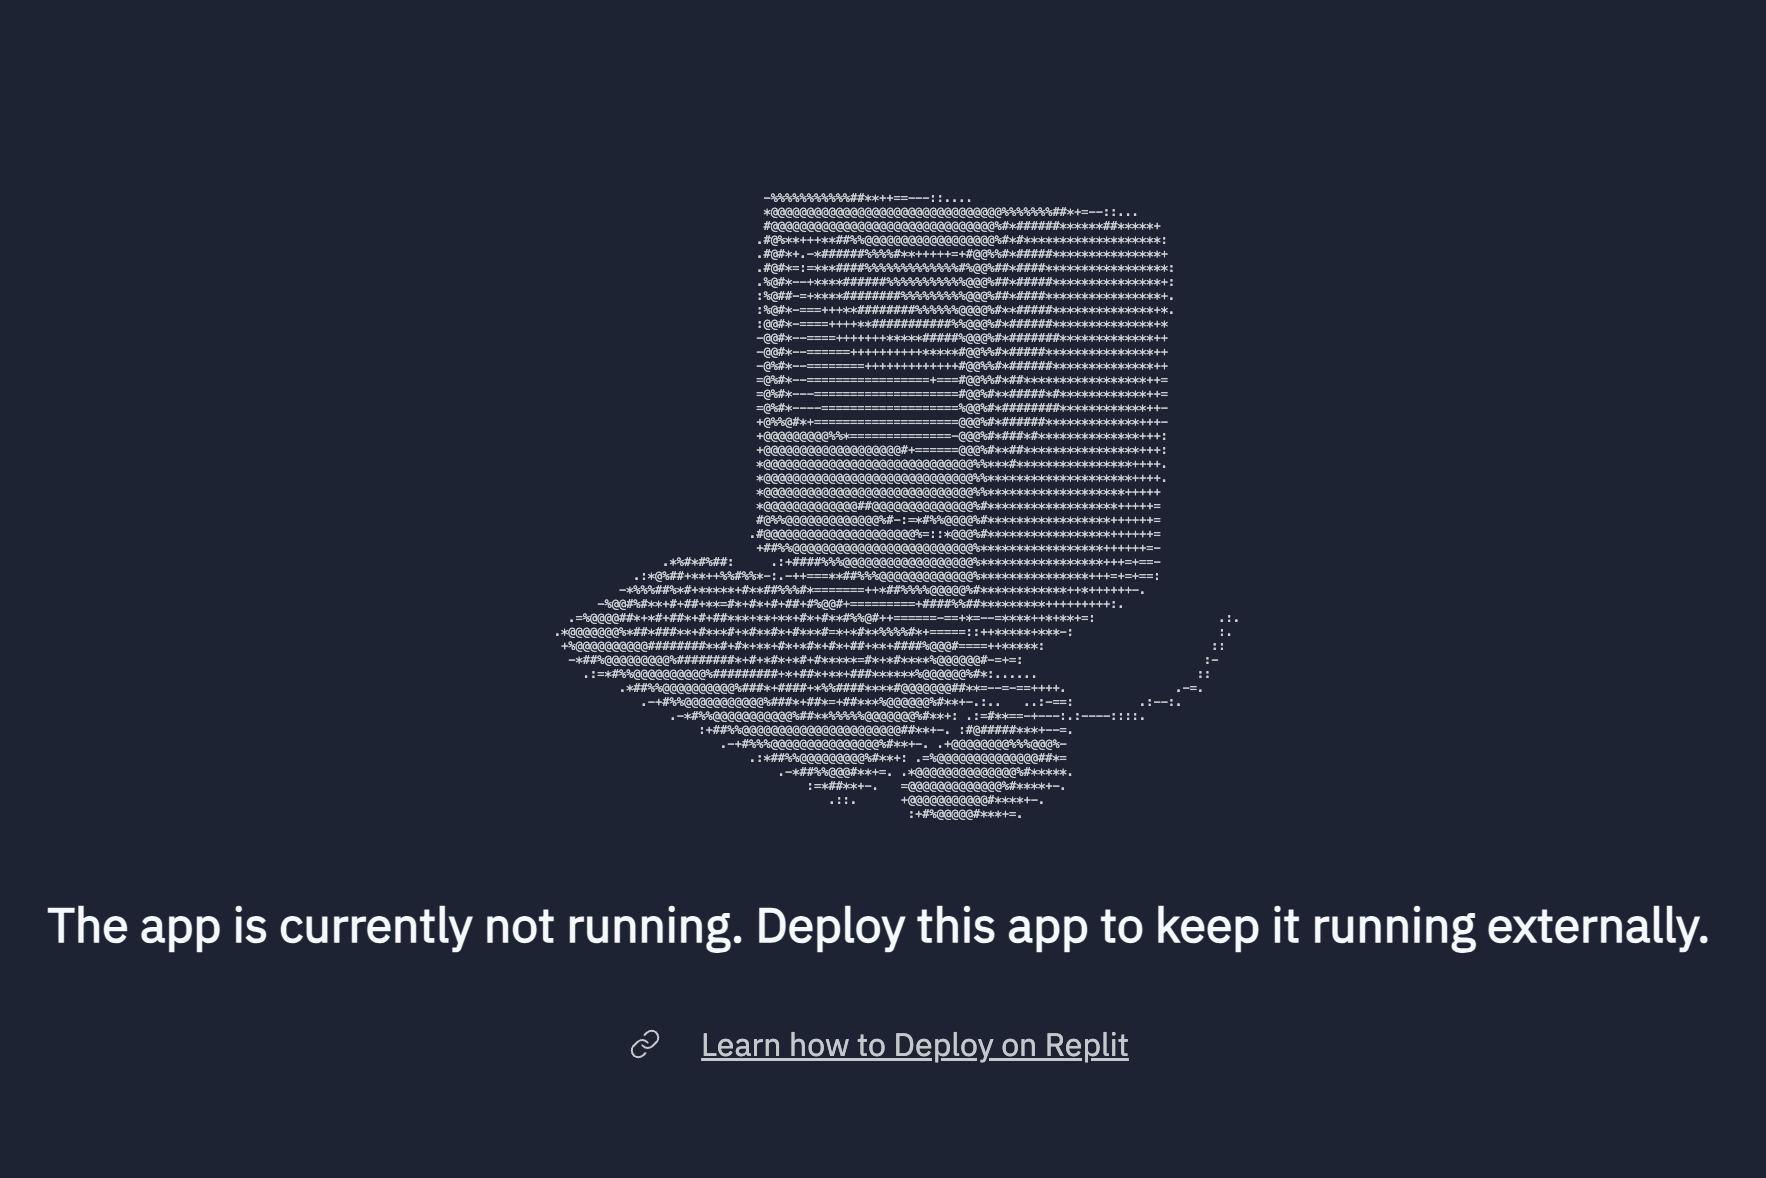 The app is currently not running. Deploy this app to keep it running externally.
Learn how to Deploy on Replit